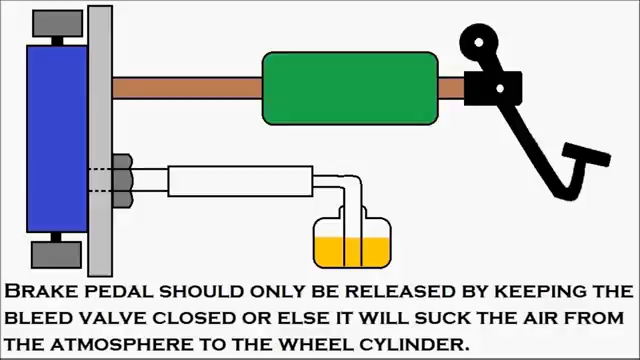 Brake pedal should only be released by keeping the
bleed valve closed or else it will suck the air from
the atmosphere to the wheel cylinder.